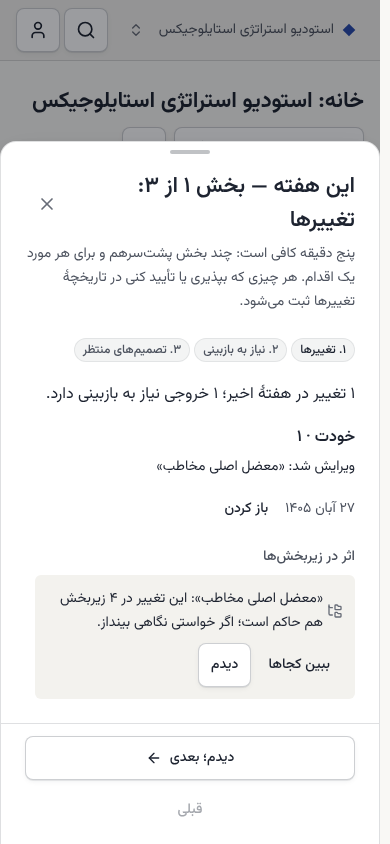 استودیو استراتژی استایلوجیکس
خانه: استودیو استراتژی استایلوجیکس
این هفته — بخش ۱ از ۳:
تغییرها
پنج دقیقه کافی است: چند بخش پشت‌سرهم و برای هر مورد
یک اقدام. هر چیزی که بپذیری یا تأیید کنی در تاریخچهٔ
تغییرها ثبت می‌شود.
۱. تغییرها
۲. نیاز به بازبینی
۳. تصمیم‌های منتظر
۱ تغییر در هفتهٔ اخیر؛ ۱ خروجی نیاز به بازبینی دارد.
خودت · ۱
ویرایش شد: «معضل اصلی مخاطب»
۲۷ آبان ۱۴۰۵ باز کردن
اثر در زیربخش‌ها
«معضل اصلی مخاطب»: این تغییر در ۴ زیربخش
هم حاکم است؛ اگر خواستی نگاهی بینداز.
ببین کجاها
دیدم
دیدم؛ بعدی
قبلی